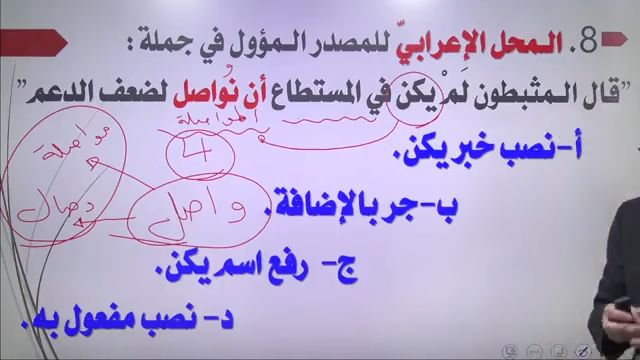 8. المحل الإعرابيّ للمصدر المؤول في جملة :
"قال المثبطون لَمْ يكن في المستطاع أن نُواصل لضعف الدعم"
المواصلة
أ- نصب خبر يكن.
مواصلة
4
ب- جر بالإضافة.
واصل
وصال
ج- رفع اسم يكن.
د- نصب مفعول به.